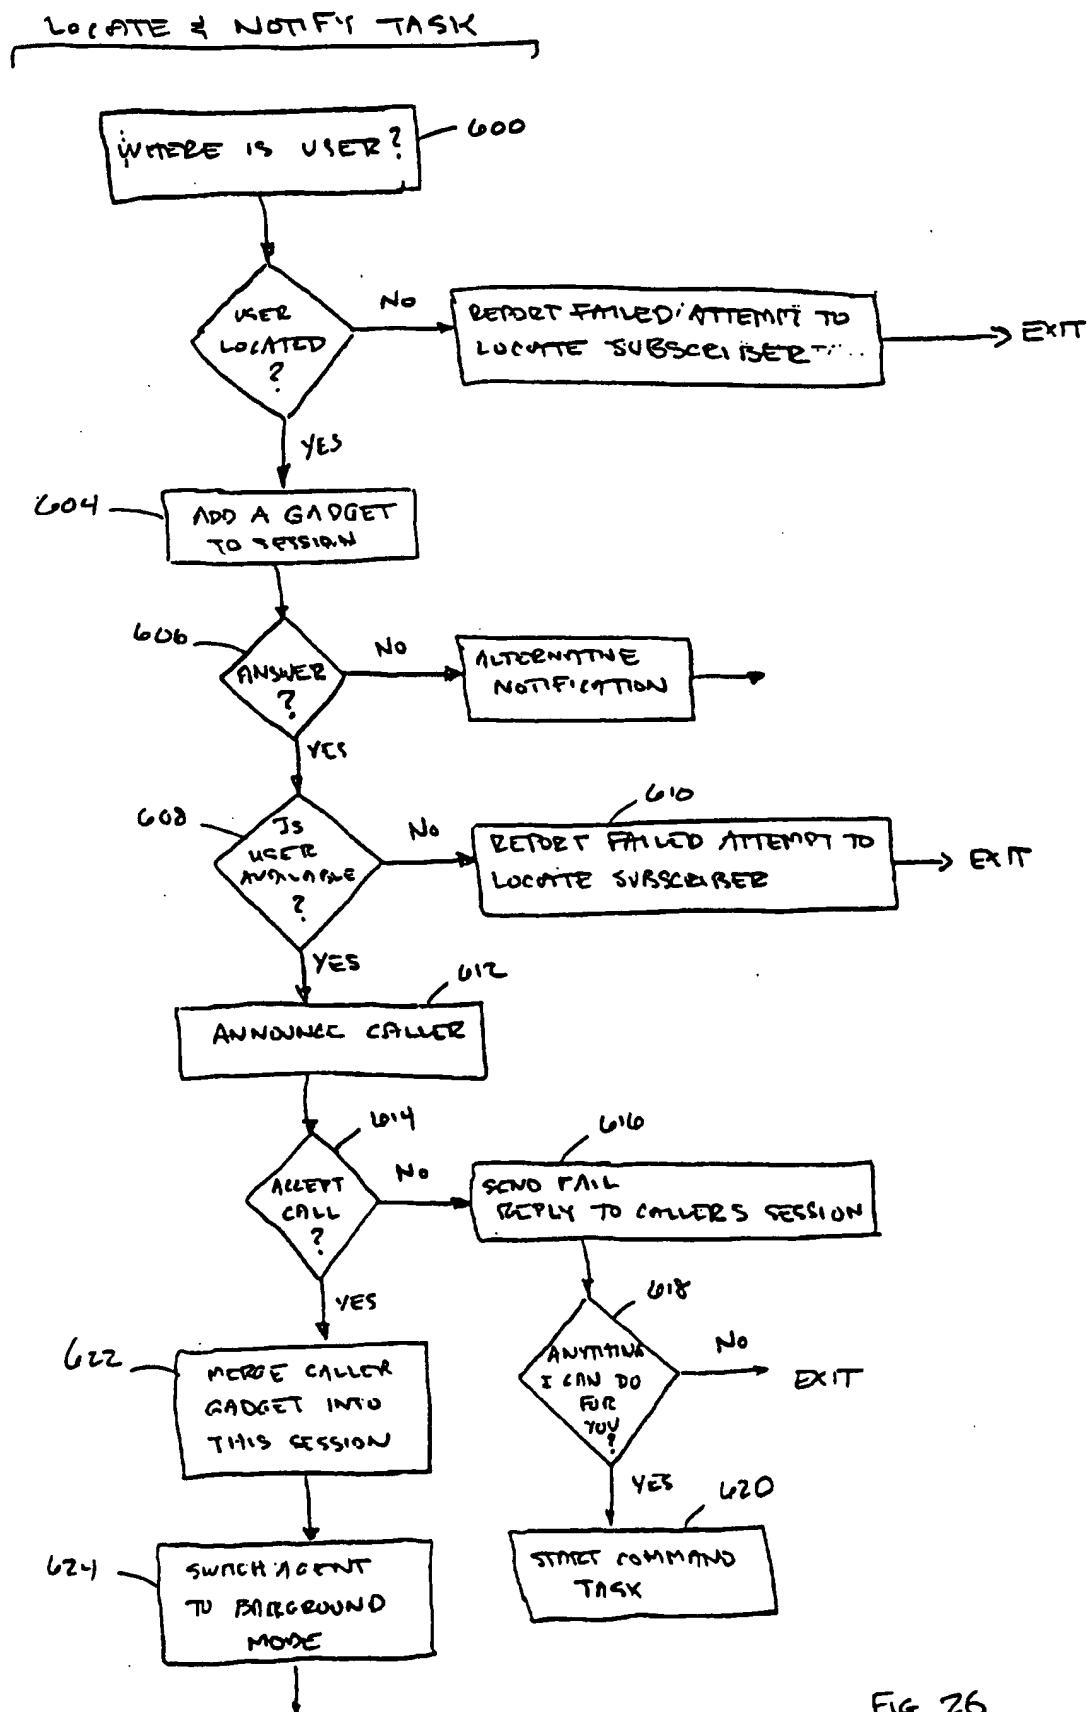 LOCATE & NOTIFY TASK
WHERE IS USER?
600
USER
LOCATED
?
NO
REPORT FAILED ATTEMPT TO
LOCATE SUBSCRIBER
EXIT
YES
604
ADD A GADGET
TO SESSION
606
ANSWER
?
NO
ALTERNATIVE
NOTIFICATION
YES
608
IS
USER
AVAILABLE
?
NO
610
REPORT FAILED ATTEMPT TO
LOCATE SUBSCRIBER
EXIT
YES
612
ANNOUNCE CALLER
614
ACCEPT
CALL
?
NO
616
SEND FAIL
REPLY TO CALLERS SESSION
YES
618
ANYTHING
I CAN DO
FOR
YOU
?
NO
EXIT
622
MERGE CALLER
GADGET INTO
THIS SESSION
YES
620
START COMMAND
TASK
624
SWITCH AGENT
TO BACKGROUND
MODE
FIG 26